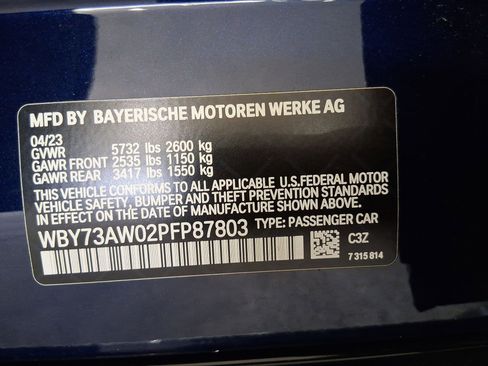 MFD BY BAYERISCHE MOTOREN WERKE AG
04/23
GVWR 5732 lbs 2600 kg
GAWR FRONT 2535 lbs 1150 kg
GAWR REAR 3417 lbs 1550 kg
THIS VEHICLE CONFORMS TO ALL APPLICABLE U.S.FEDERAL MOTOR
VEHICLE SAFETY, BUMPER, AND THEFT PREVENTION STANDARDS
IN EFFECT ON THE DATE OF MANUFACTURE SHOWN ABOVE.
WBY73AW02PFP87803 TYPE: PASSENGER CAR
C3Z
7 315 814